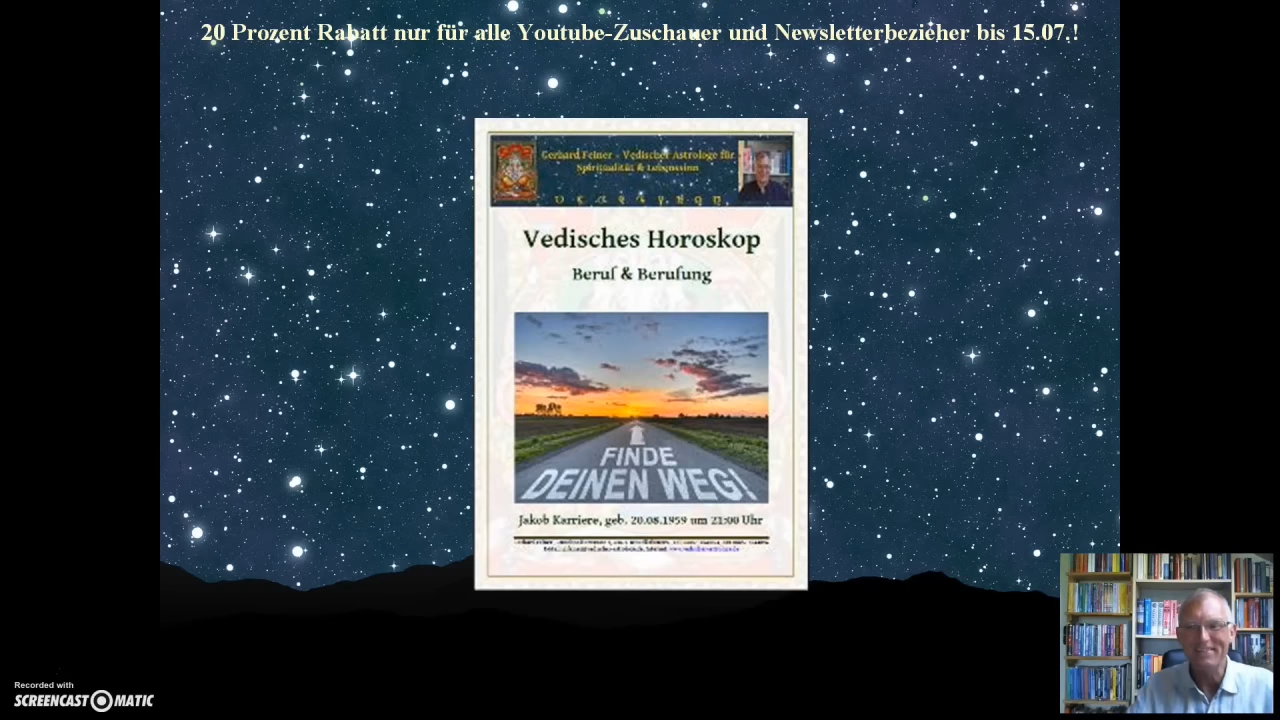 20 Prozent Rabatt nur für alle Youtube-Zuschauer und Newsletterbezieher bis 15.07.!
Gerhard Feiner - Vedischer Astrologe für
Spiritualität & Lebenssinn
Vedisches Horoskop
Beruf & Berufung
FINDE
DEINEN WEG!
Jakob Karriere, geb. 20.08.1959 um 21:00 Uhr
Recorded with
SCREENCAST MATIC